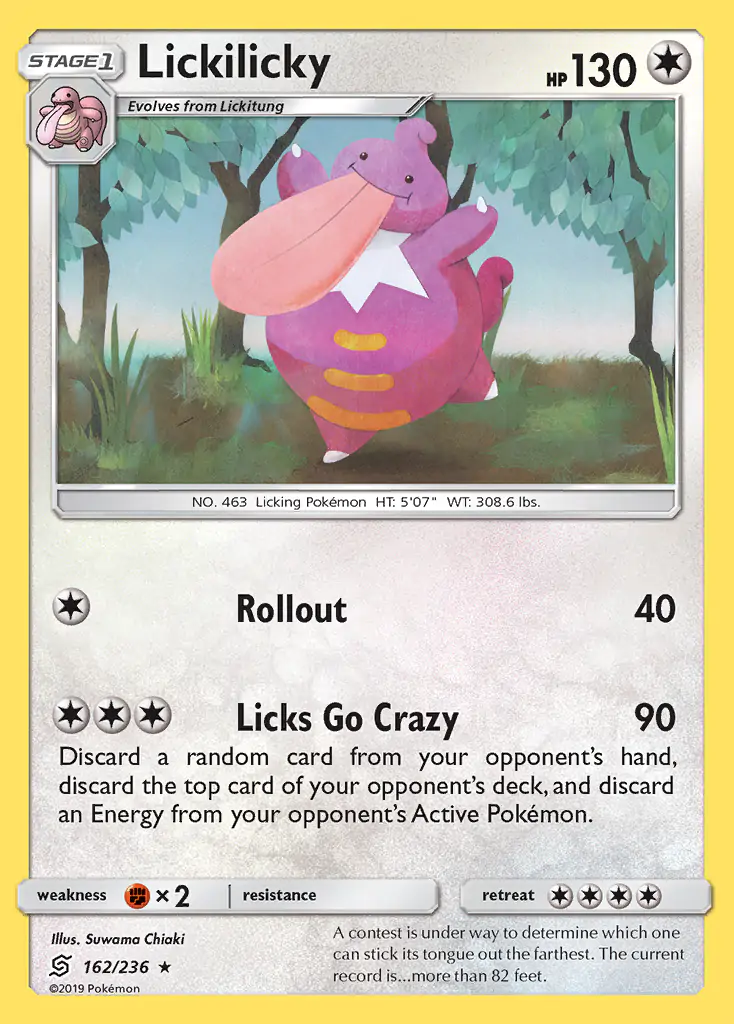 STAGE 1
Lickilicky
HP 130
Evolves from Lickitung
NO. 463 Licking Pokémon HT: 5'07" WT: 308.6 lbs.
Rollout 40
Licks Go Crazy 90
Discard a random card from your opponent's hand,
discard the top card of your opponent's deck, and discard
an Energy from your opponent's Active Pokémon.
weakness ×2 resistance retreat
Illus. Suwama Chiaki
162/236 ★
©2019 Pokémon
A contest is under way to determine which one
can stick its tongue out the farthest. The current
record is...more than 82 feet.